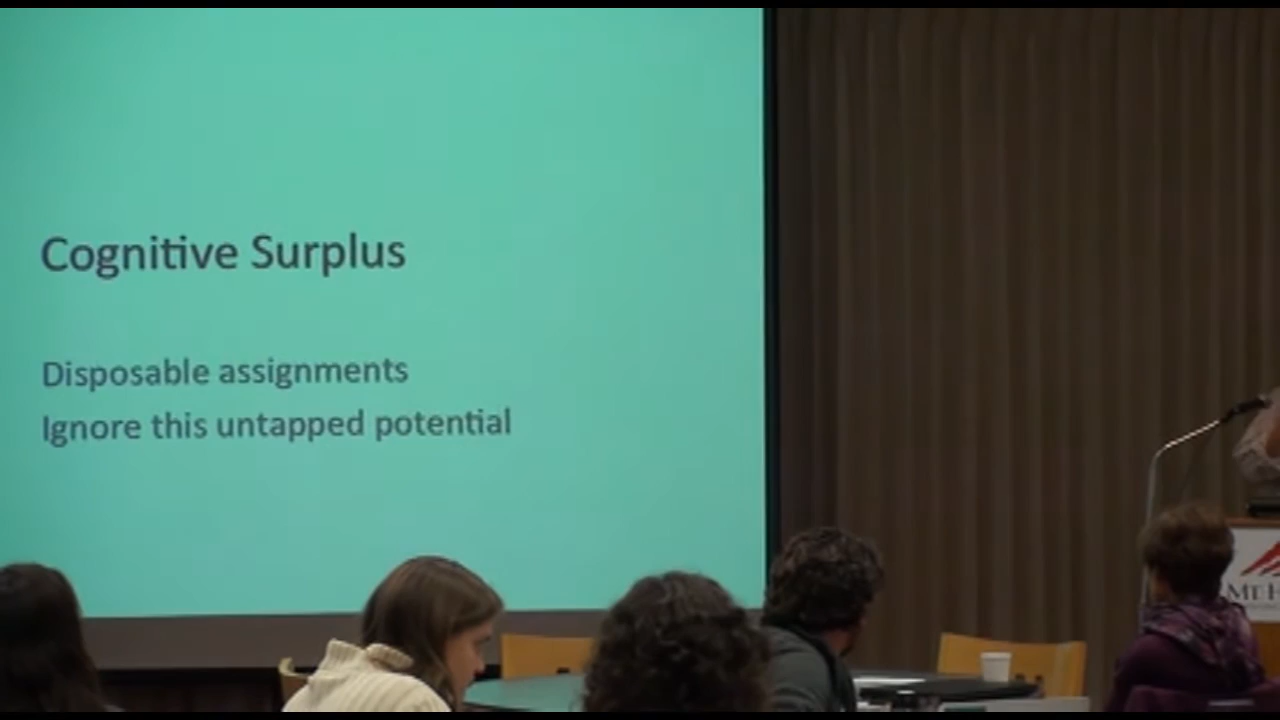 Cognitive Surplus
Disposable assignments
Ignore this untapped potential